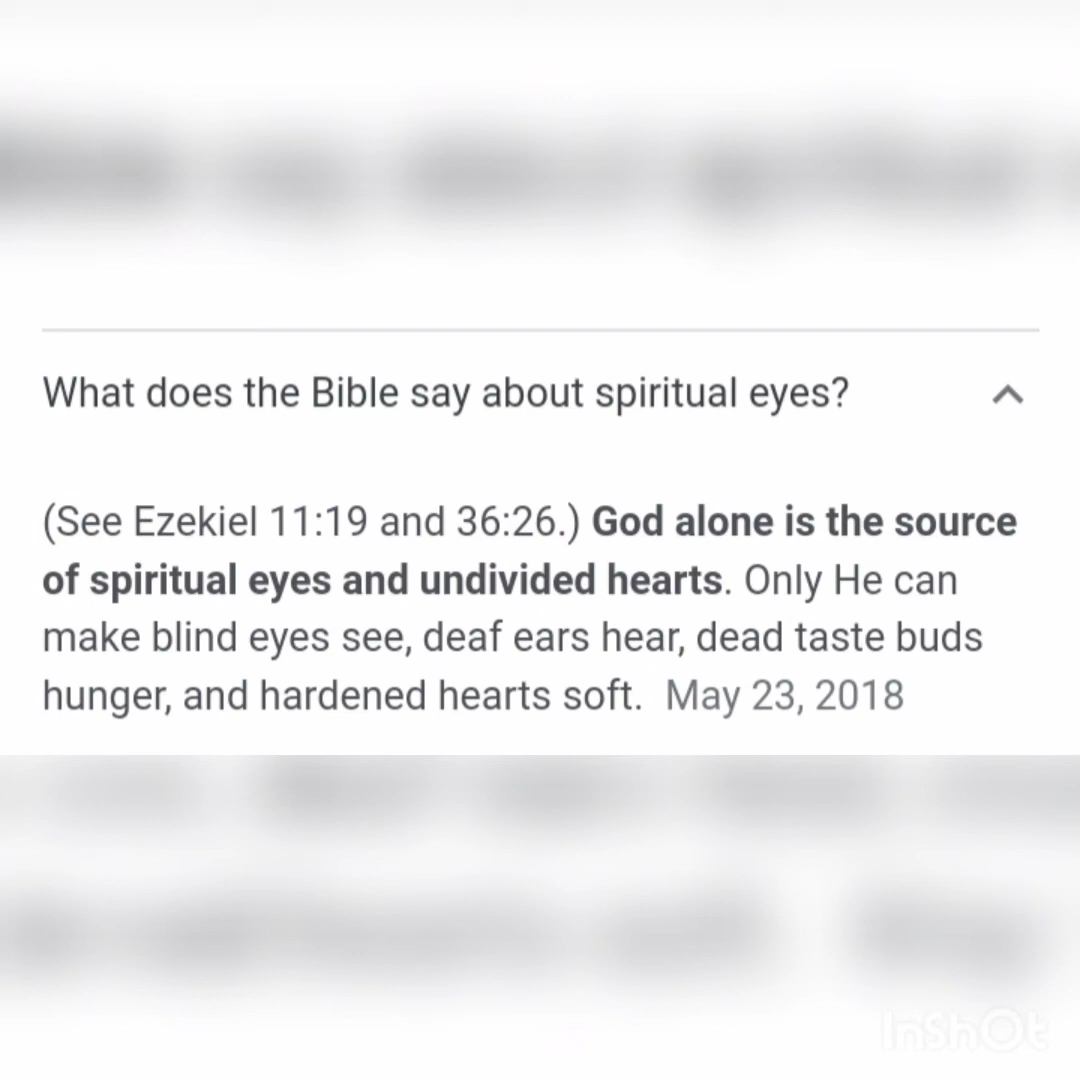 What does the Bible say about spiritual eyes?
(See Ezekiel 11:19 and 36:26.) God alone is the source
of spiritual eyes and undivided hearts. Only He can
make blind eyes see, deaf ears hear, dead taste buds
hunger, and hardened hearts soft. May 23, 2018
InShOt